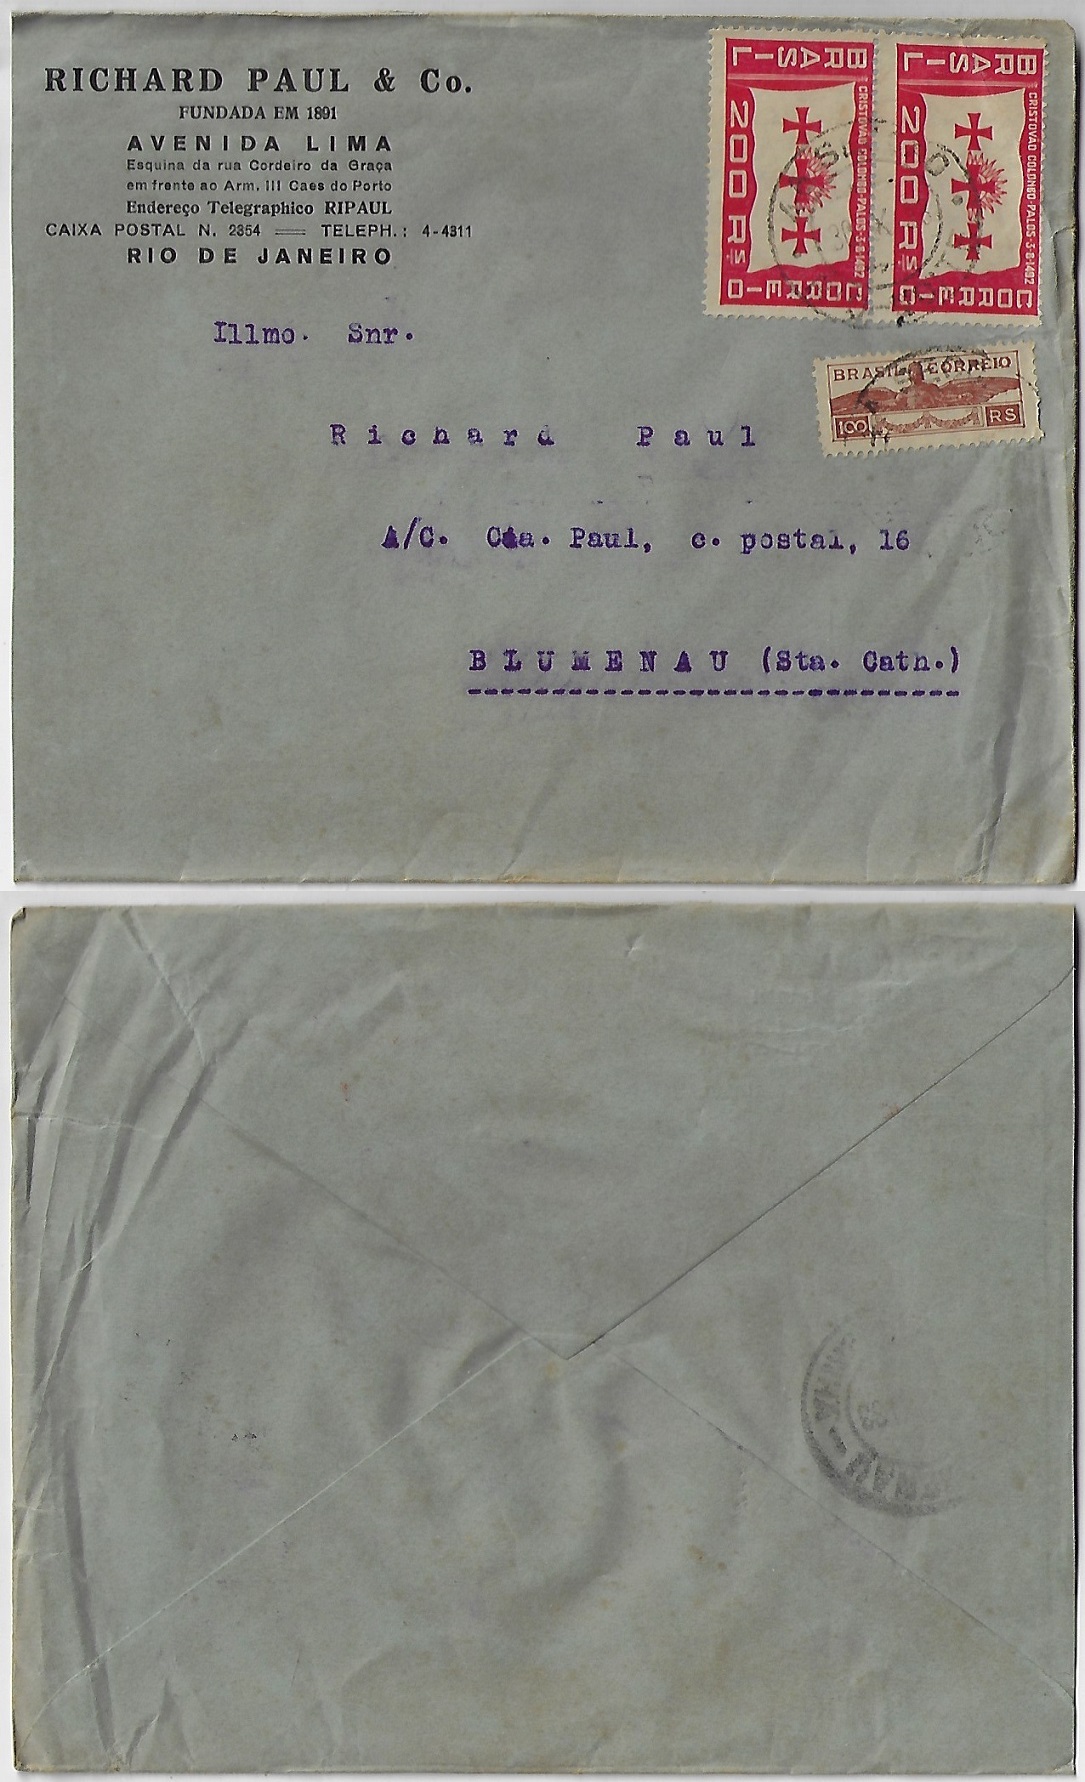 RICHARD PAUL & Co.
FUNDADA EM 1891
AVENIDA LIMA
Esquina da rua Cordeiro da Graça
em frente ao Arm. III Caes do Porto
Endereço Telegraphico RIPAUL
CAIXA POSTAL N. 2354 — TELEPH.: 4-4311
RIO DE JANEIRO
BRASIL
200 Rs
CORREIO
CRISTOVAO COLOMBO-PALOS-3-8-1492
BRASIL
200 Rs
CORREIO
CRISTOVAO COLOMBO-PALOS-3-8-1492
BRASIL CORREIO
100 RS
Illmo. Snr.
Richard Paul
A/C. Cia. Paul, c. postal, 16
BLUMENAU (Sta. Cath.)